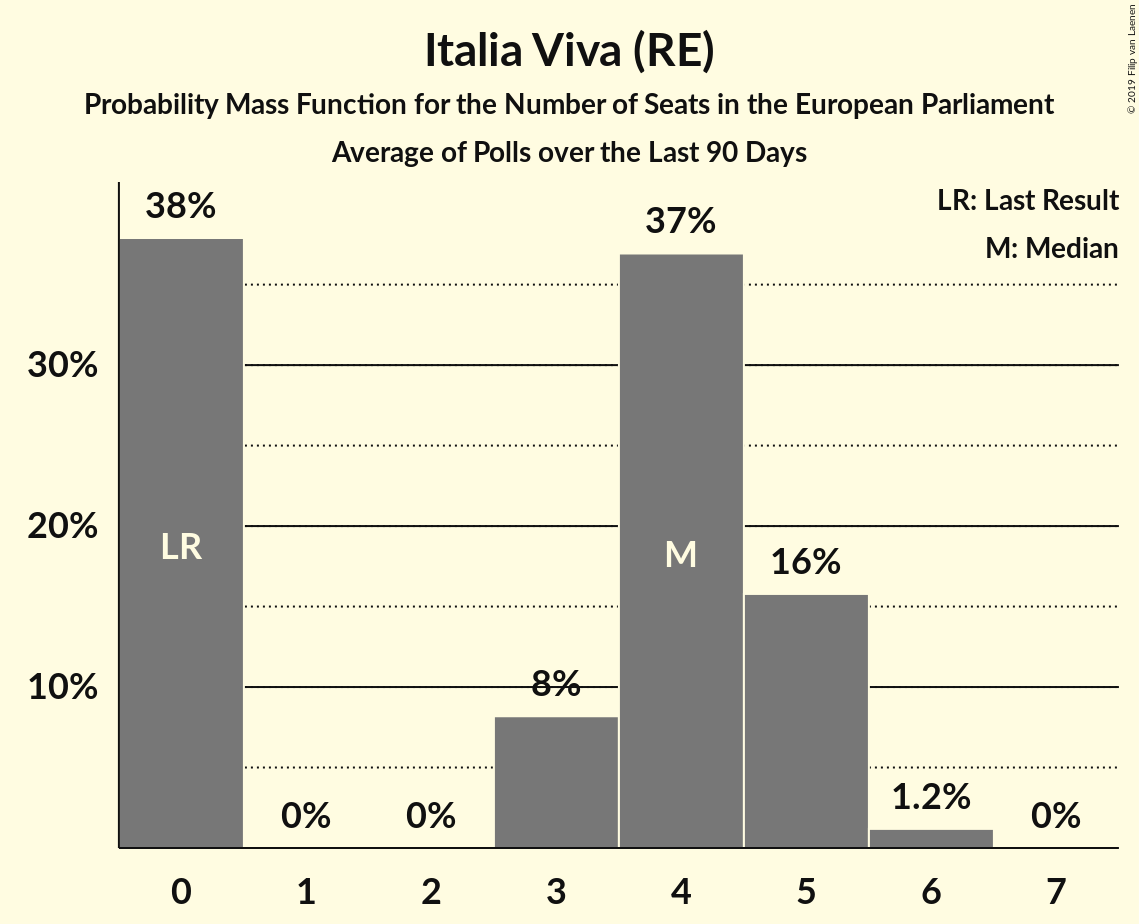 Italia Viva (RE)
Probability Mass Function for the Number of Seats in the European Parliament
Average of Polls over the Last 90 Days
© 2019 Filip van Laenen
LR: Last Result
M: Median
38%
37%
30%
LR
M
20%
16%
10%
8%
0%
0%
1.2%
0%
0 1 2 3 4 5 6 7